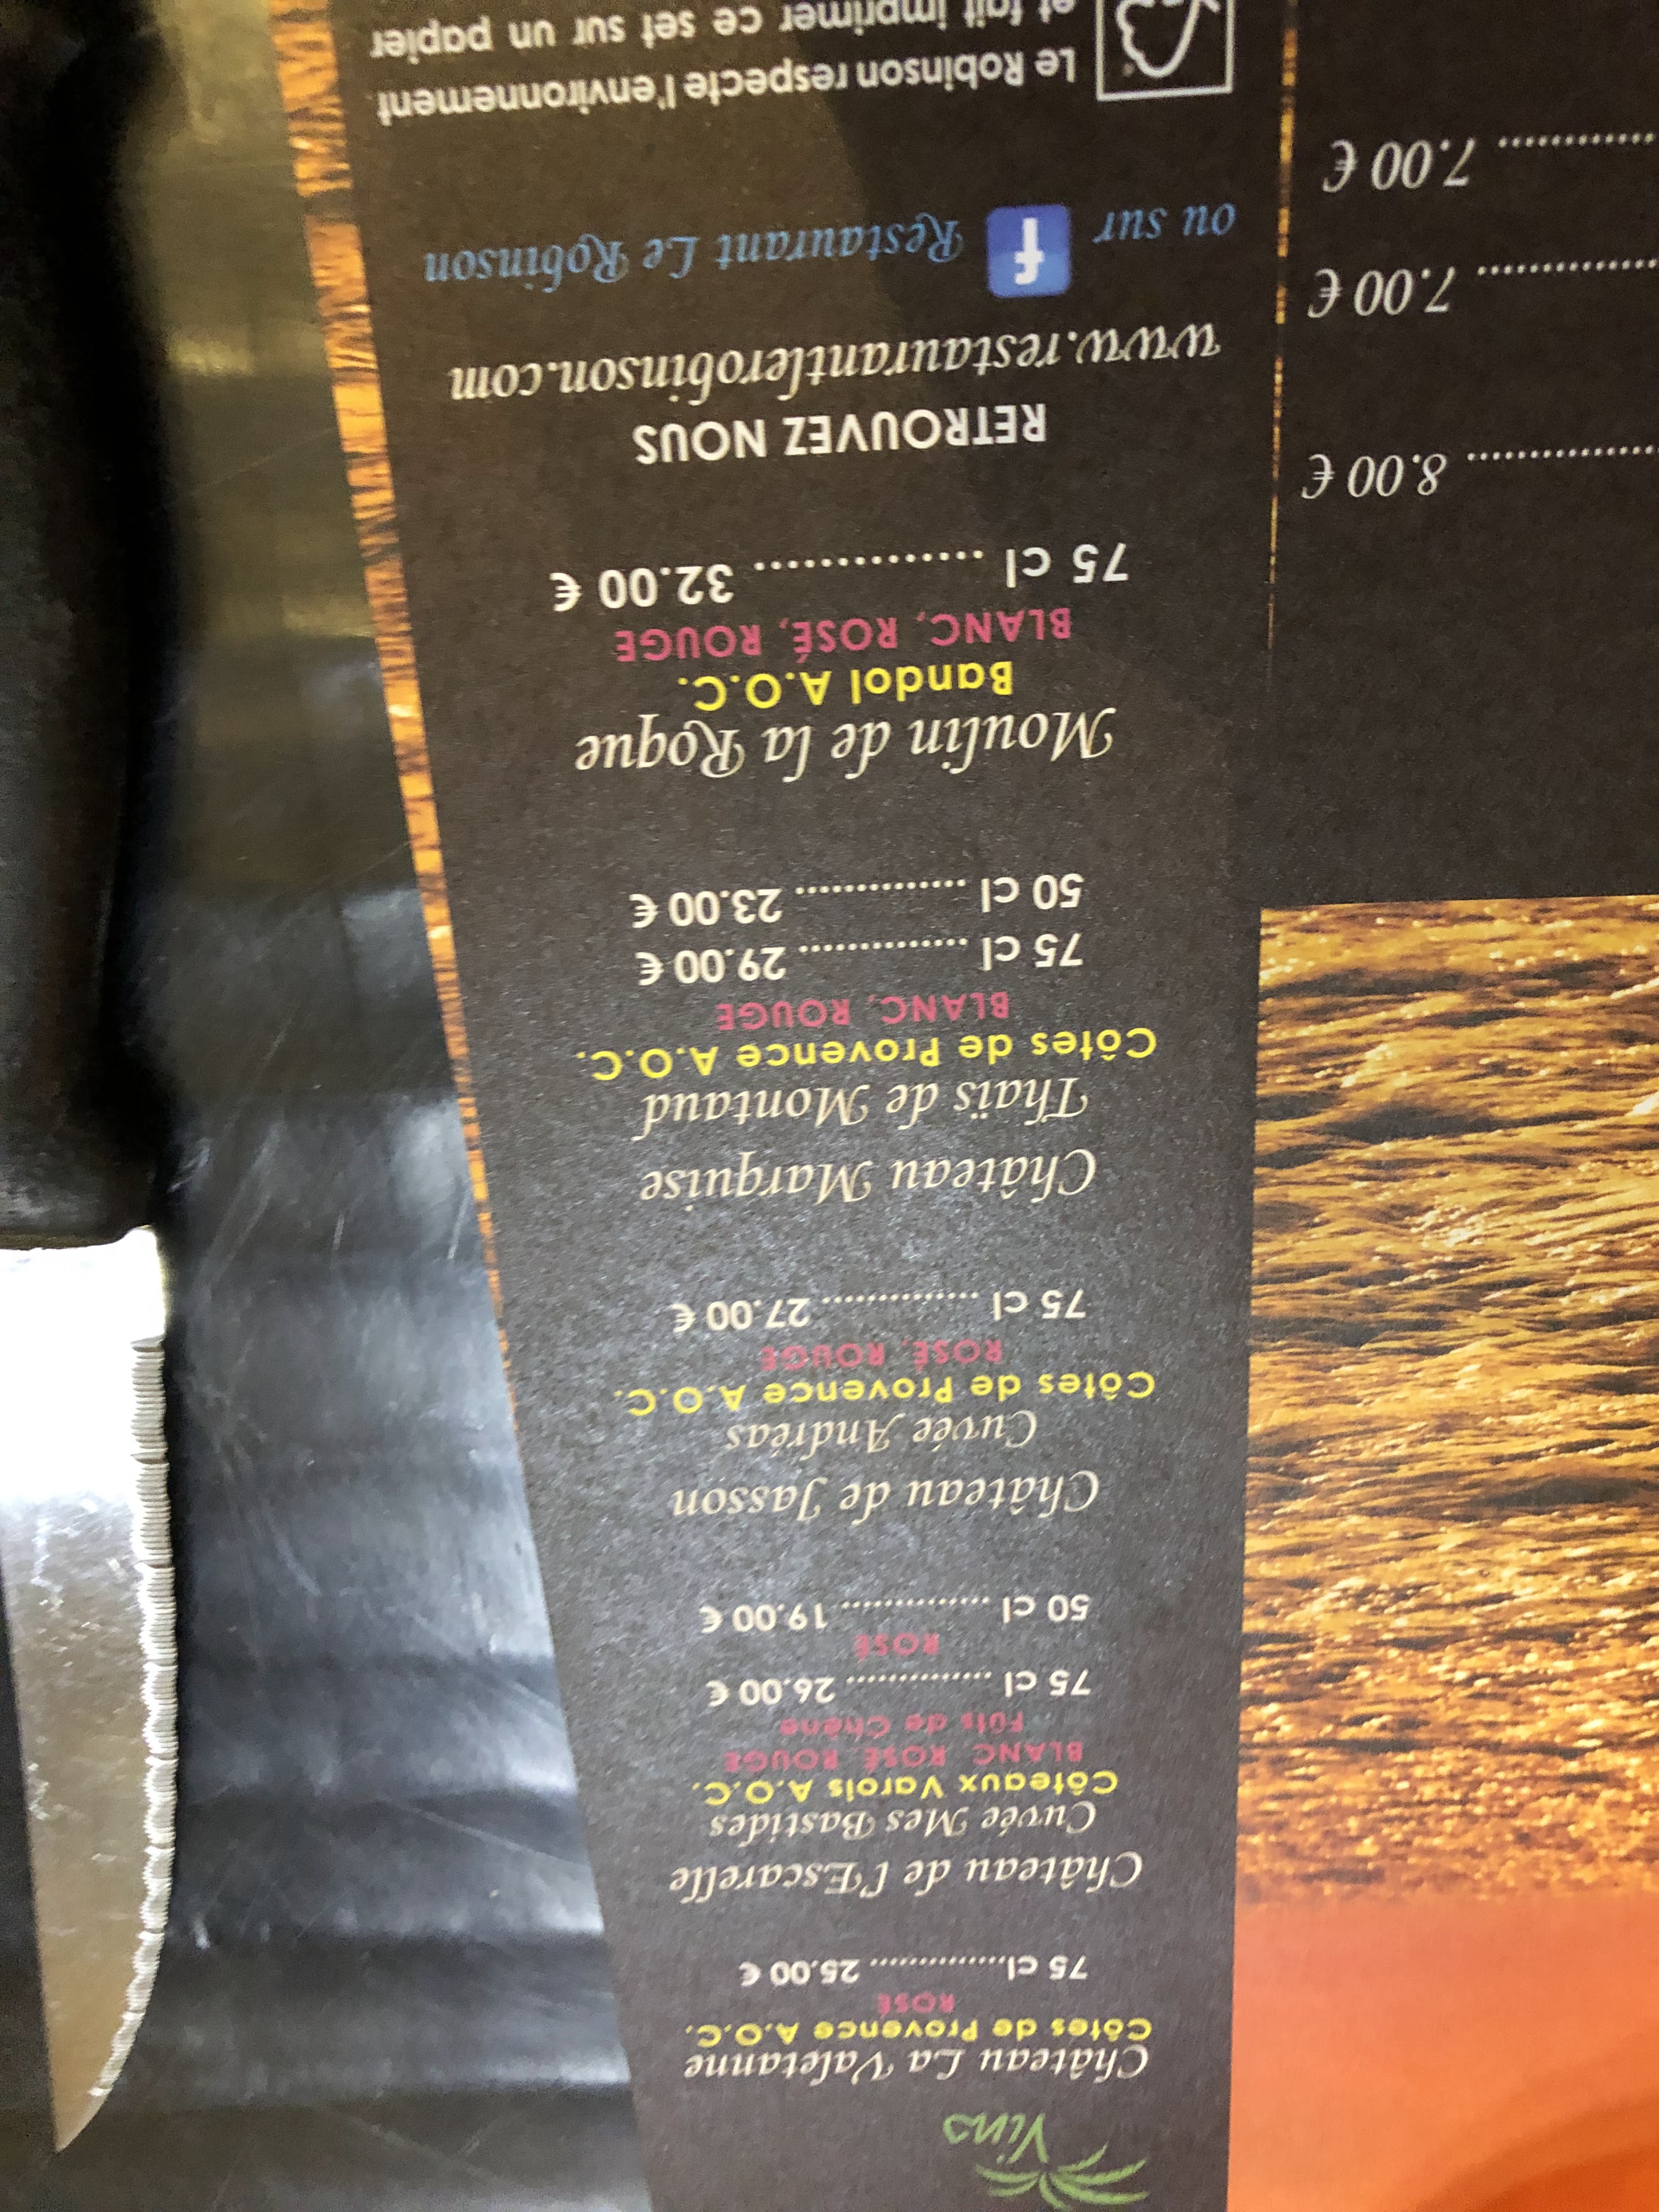 Vins
Château La Valetanne
Côtes de Provence A.O.C.
ROSÉ
75 cl............... 25.00 €
Château de l'Escarelle
Cuvée Mes Bastides
Côteaux Varois A.O.C.
BLANC, ROSÉ, ROUGE
Fûts de Chêne
75 cl ............... 26.00 €
ROSÉ
50 cl ............... 19.00 €
Château de Jasson
Cuvée Andréas
Côtes de Provence A.O.C.
ROSÉ, ROUGE
75 cl ............... 27.00 €
Château Marquise
Thaïs de Montaud
Côtes de Provence A.O.C.
BLANC, ROUGE
75 cl ............... 29.00 €
50 cl ............... 23.00 €
Moulin de la Roque
Bandol A.O.C.
BLANC, ROSÉ, ROUGE
75 cl ............... 32.00 €
RETROUVEZ NOUS
www.restaurantlerobinson.com
ou sur f Restaurant Le Robinson
Le Robinson respecte l'environnement
et fait imprimer ce set sur un papier
............... 8.00 €
............... 7.00 €
............... 7.00 €